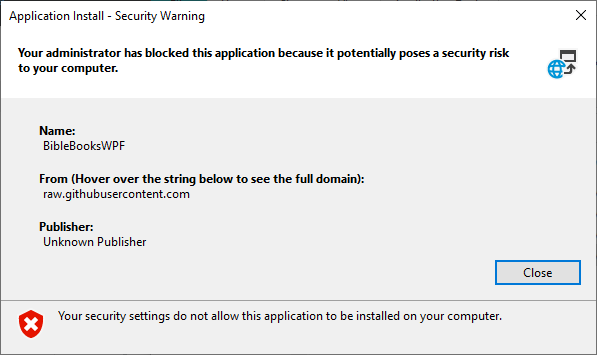 Application Install - Security Warning
Your administrator has blocked this application because it potentially poses a security risk
to your computer.
Name:
BibleBooksWPF
From (Hover over the string below to see the full domain):
raw.githubusercontent.com
Publisher:
Unknown Publisher
Close
Your security settings do not allow this application to be installed on your computer.